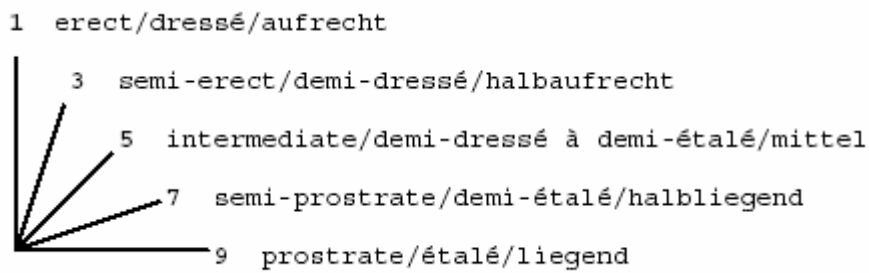 1 erect/dressé/aufrecht
3 semi-erect/demi-dressé/halbaufrecht
5 intermediate/demi-dressé à demi-étalé/mittel
7 semi-prostrate/demi-étalé/halbliegend
9 prostrate/étalé/liegend